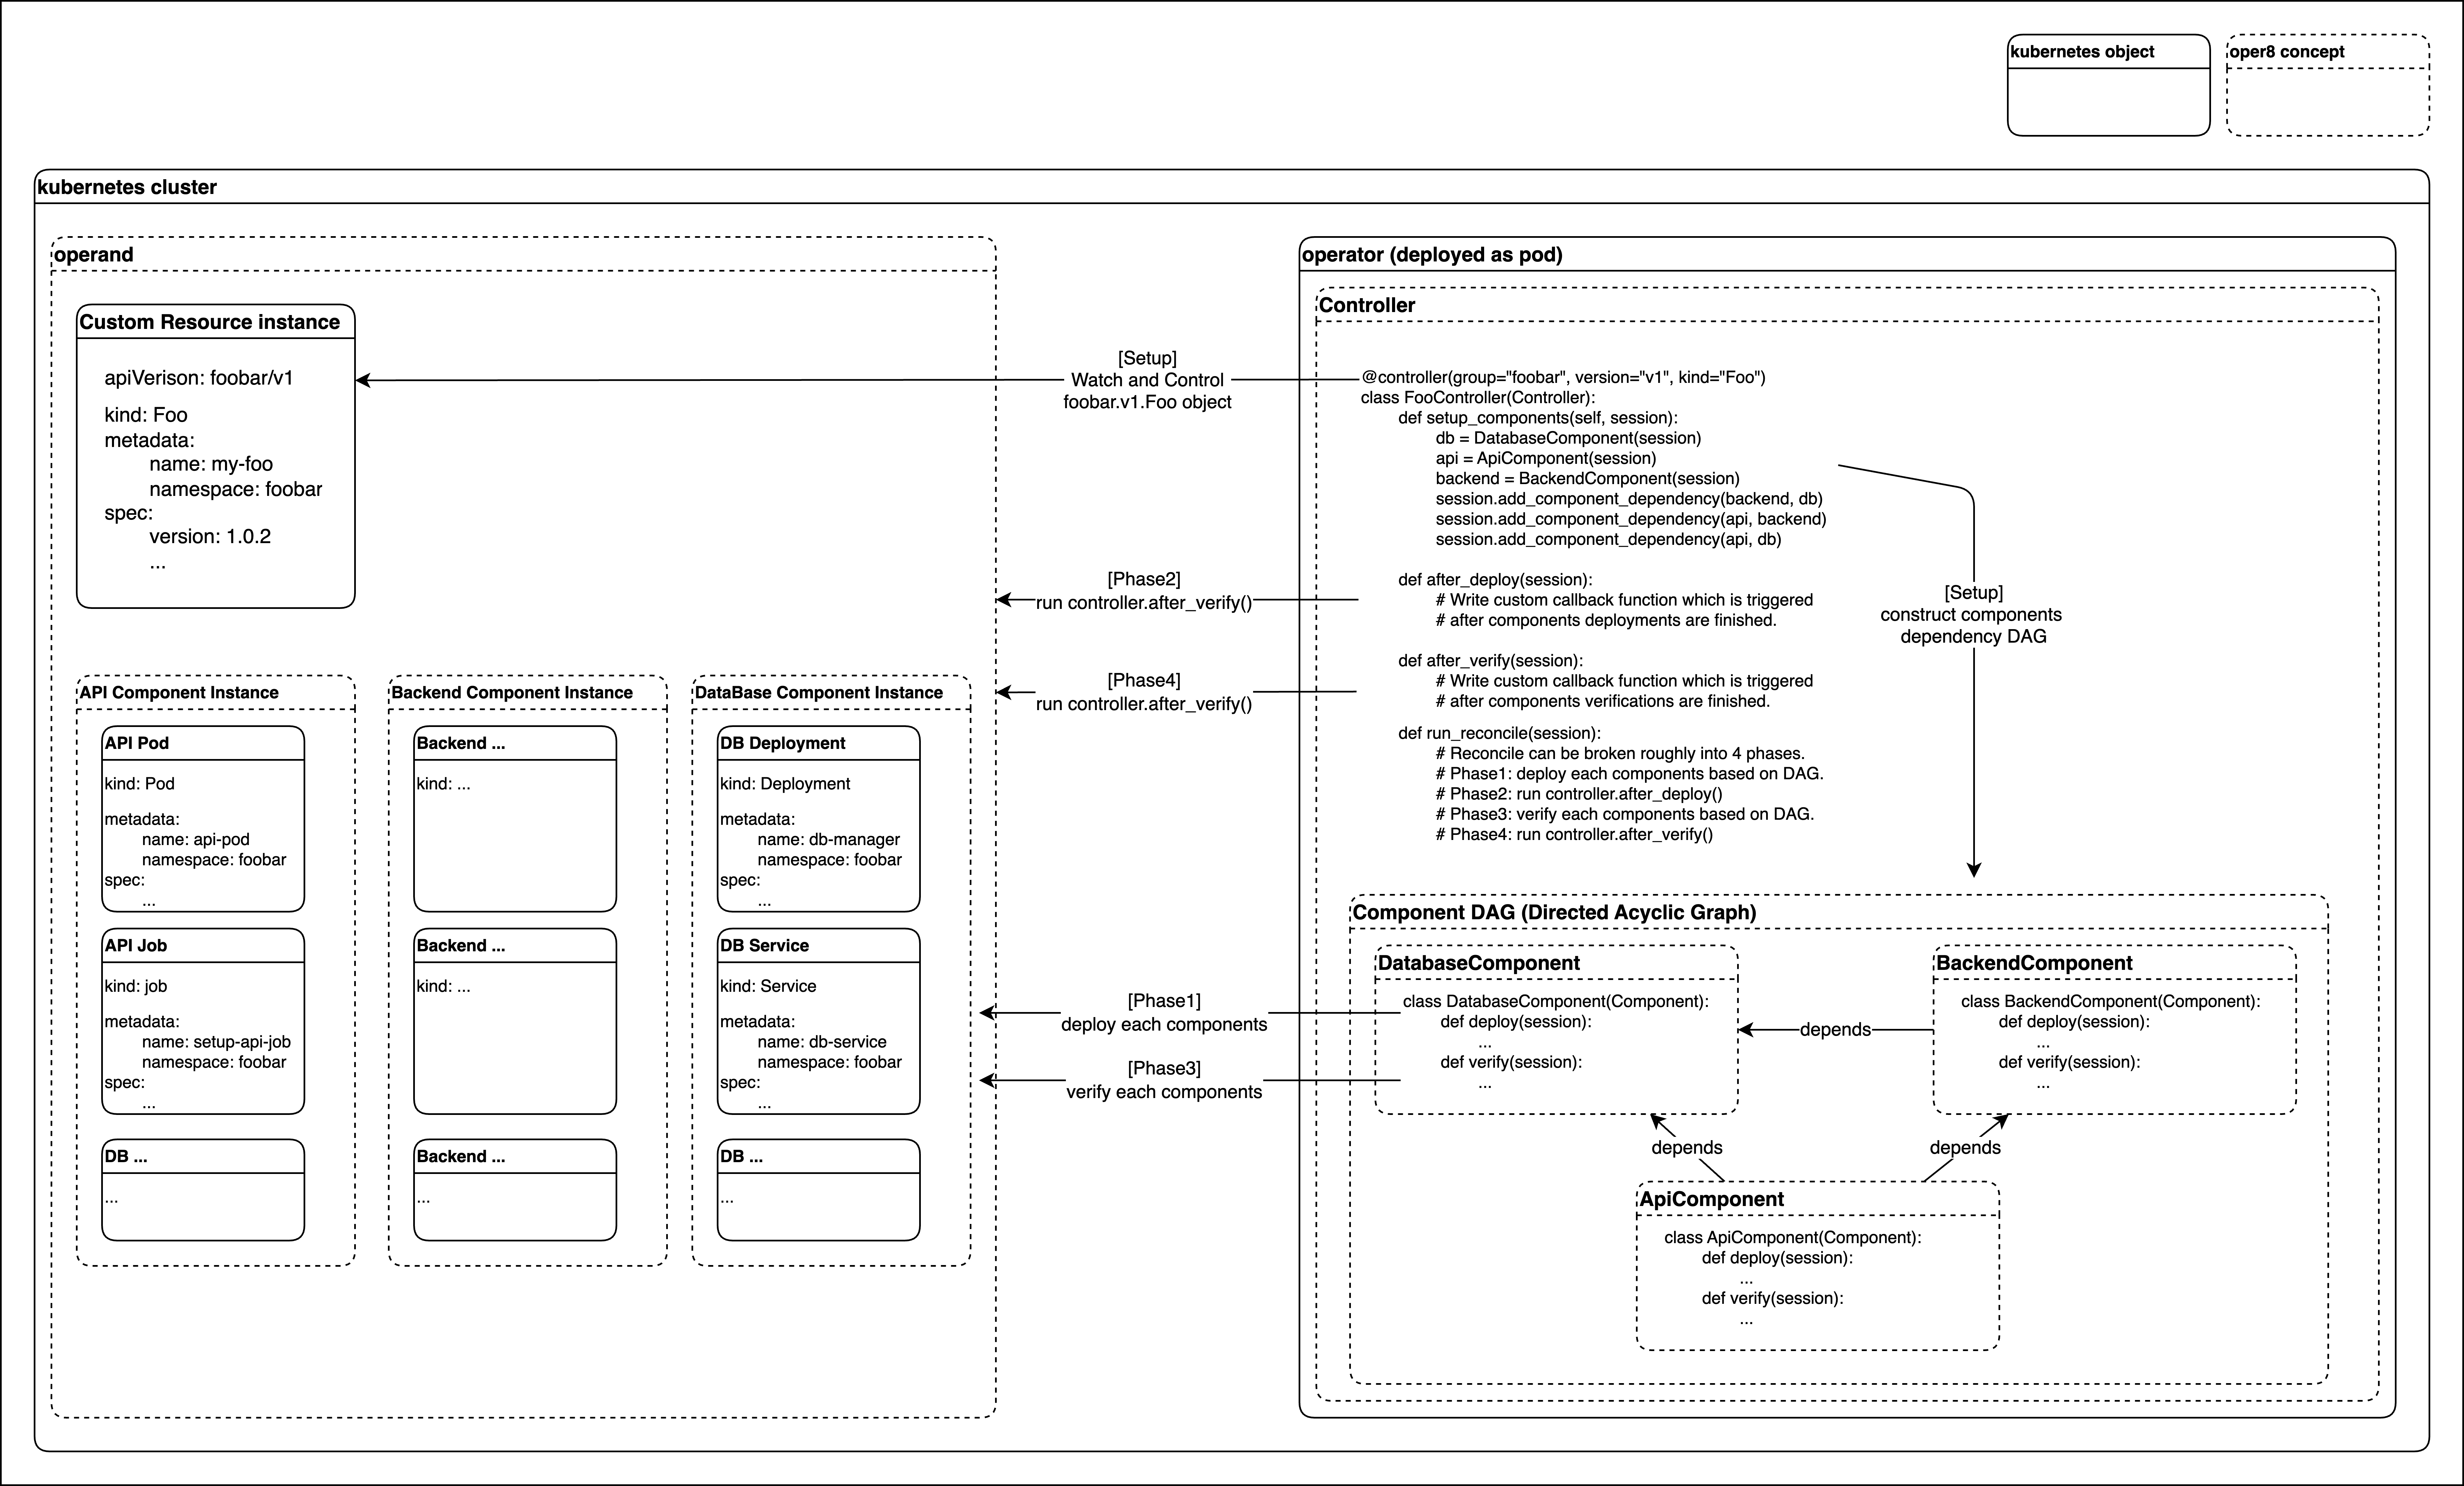 kubernetes object
oper8 concept
kubernetes cluster
operand
Custom Resource instance
apiVerison: foobar/v1
kind: Foo
metadata:
name: my-foo
namespace: foobar
spec:
version: 1.0.2
...
API Component Instance
API Pod
kind: Pod
metadata:
name: api-pod
namespace: foobar
spec:
...
API Job
kind: job
metadata:
name: setup-api-job
namespace: foobar
spec:
...
DB ...
...
Backend Component Instance
Backend ...
kind: ...
Backend ...
kind: ...
Backend ...
...
DataBase Component Instance
DB Deployment
kind: Deployment
metadata:
name: db-manager
namespace: foobar
spec:
...
DB Service
kind: Service
metadata:
name: db-service
namespace: foobar
spec:
...
DB ...
...
[Setup]
Watch and Control
foobar.v1.Foo object
[Phase2]
run controller.after_verify()
[Phase4]
run controller.after_verify()
[Phase1]
deploy each components
[Phase3]
verify each components
operator (deployed as pod)
Controller
@controller(group="foobar", version="v1", kind="Foo")
class FooController(Controller):
def setup_components(self, session):
db = DatabaseComponent(session)
api = ApiComponent(session)
backend = BackendComponent(session)
session.add_component_dependency(backend, db)
session.add_component_dependency(api, backend)
session.add_component_dependency(api, db)
def after_deploy(session):
# Write custom callback function which is triggered
# after components deployments are finished.
def after_verify(session):
# Write custom callback function which is triggered
# after components verifications are finished.
def run_reconcile(session):
# Reconcile can be broken roughly into 4 phases.
# Phase1: deploy each components based on DAG.
# Phase2: run controller.after_deploy()
# Phase3: verify each components based on DAG.
# Phase4: run controller.after_verify()
[Setup]
construct components
dependency DAG
Component DAG (Directed Acyclic Graph)
DatabaseComponent
class DatabaseComponent(Component):
def deploy(session):
...
def verify(session):
...
depends
BackendComponent
class BackendComponent(Component):
def deploy(session):
...
def verify(session):
...
depends
depends
ApiComponent
class ApiComponent(Component):
def deploy(session):
...
def verify(session):
...